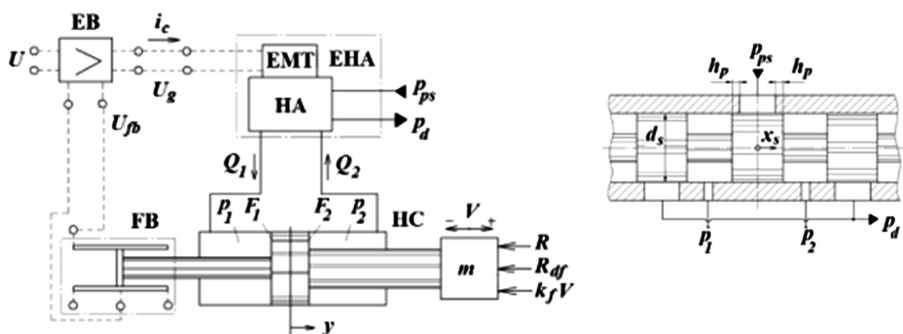 EB
i_c
U
U_g
U_fb
EMT
EHA
HA
p_ps
p_d
Q_1
Q_2
FB
p_1
F_1
F_2
p_2
HC
V
- +
m
R
R_df
k_f V
y
p_ps
h_p
h_p
d_s
x_s
p_1
p_2
p_d